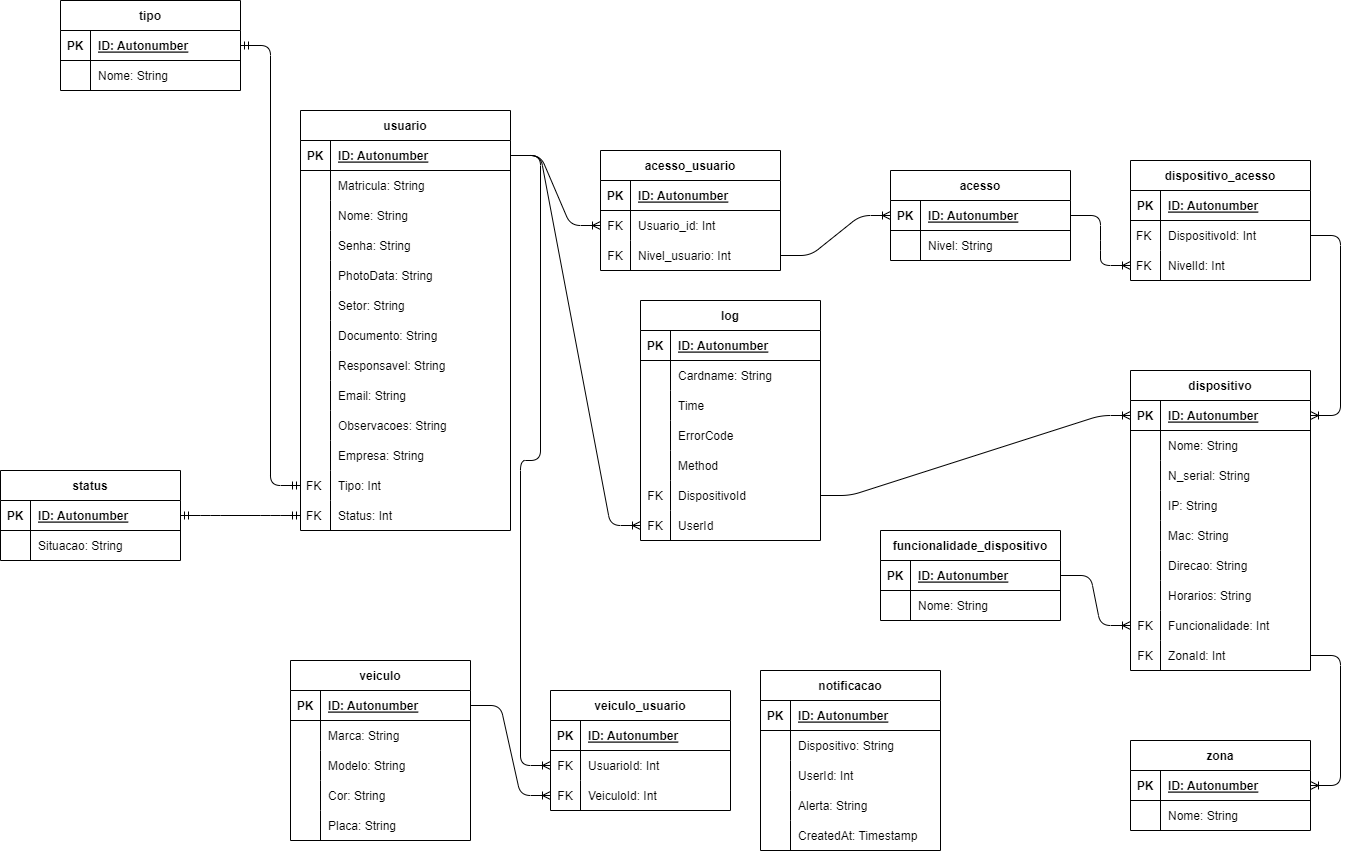 tipo
PK ID: Autonumber
Nome: String
usuario
PK ID: Autonumber
Matricula: String
Nome: String
Senha: String
PhotoData: String
Setor: String
Documento: String
Responsavel: String
Email: String
Observacoes: String
Empresa: String
FK Tipo: Int
FK Status: Int
status
PK ID: Autonumber
Situacao: String
acesso_usuario
PK ID: Autonumber
FK Usuario_id: Int
FK Nivel_usuario: Int
acesso
PK ID: Autonumber
Nivel: String
dispositivo_acesso
PK ID: Autonumber
FK DispositivoId: Int
FK NivelId: Int
log
PK ID: Autonumber
Cardname: String
Time
ErrorCode
Method
FK DispositivoId
FK UserId
dispositivo
PK ID: Autonumber
Nome: String
N_serial: String
IP: String
Mac: String
Direcao: String
Horarios: String
FK Funcionalidade: Int
FK ZonaId: Int
funcionalidade_dispositivo
PK ID: Autonumber
Nome: String
veiculo
PK ID: Autonumber
Marca: String
Modelo: String
Cor: String
Placa: String
veiculo_usuario
PK ID: Autonumber
FK UsuarioId: Int
FK VeiculoId: Int
notificacao
PK ID: Autonumber
Dispositivo: String
UserId: Int
Alerta: String
CreatedAt: Timestamp
zona
PK ID: Autonumber
Nome: String